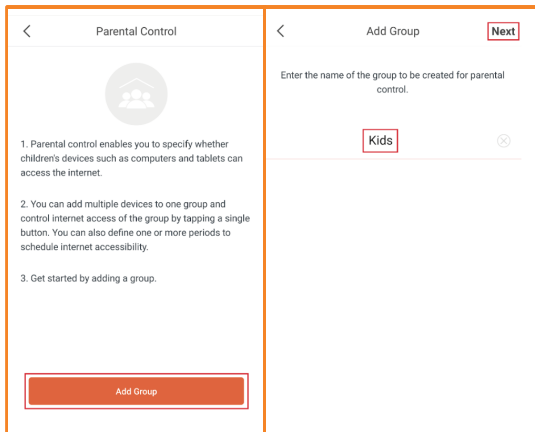 Parental Control
1. Parental control enables you to specify whether
children's devices such as computers and tablets can
access the internet.
2. You can add multiple devices to one group and
control internet access of the group by tapping a single
button. You can also define one or more periods to
schedule internet accessibility.
3. Get started by adding a group.
Add Group
Add Group
Next
Enter the name of the group to be created for parental
control.
Kids